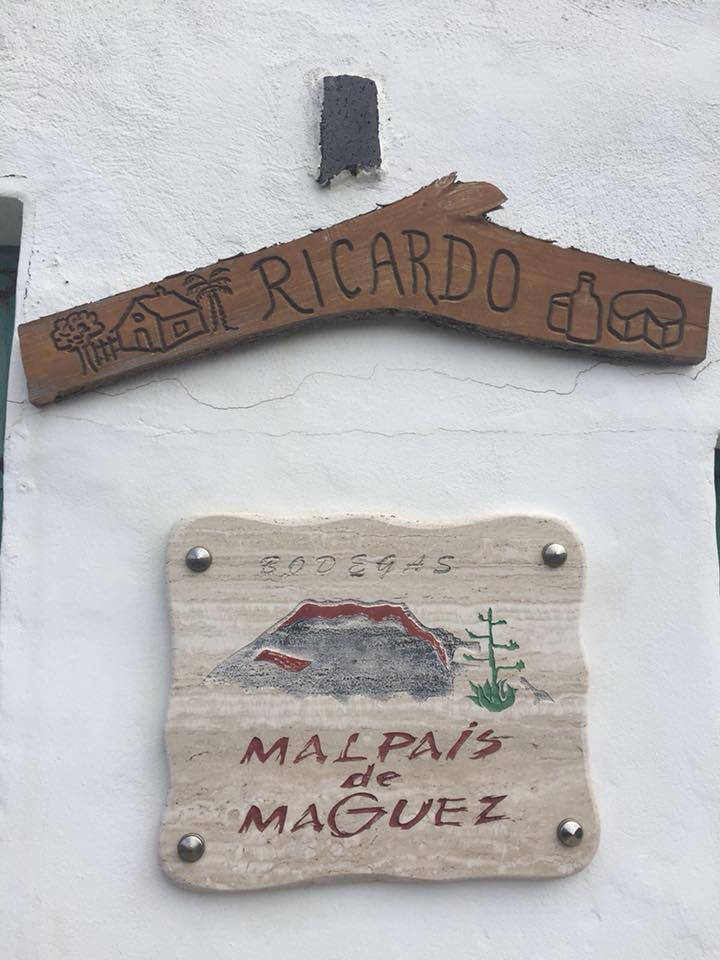 RICARDO
BODEGAS
MALPAíS
de
MAGUEZ